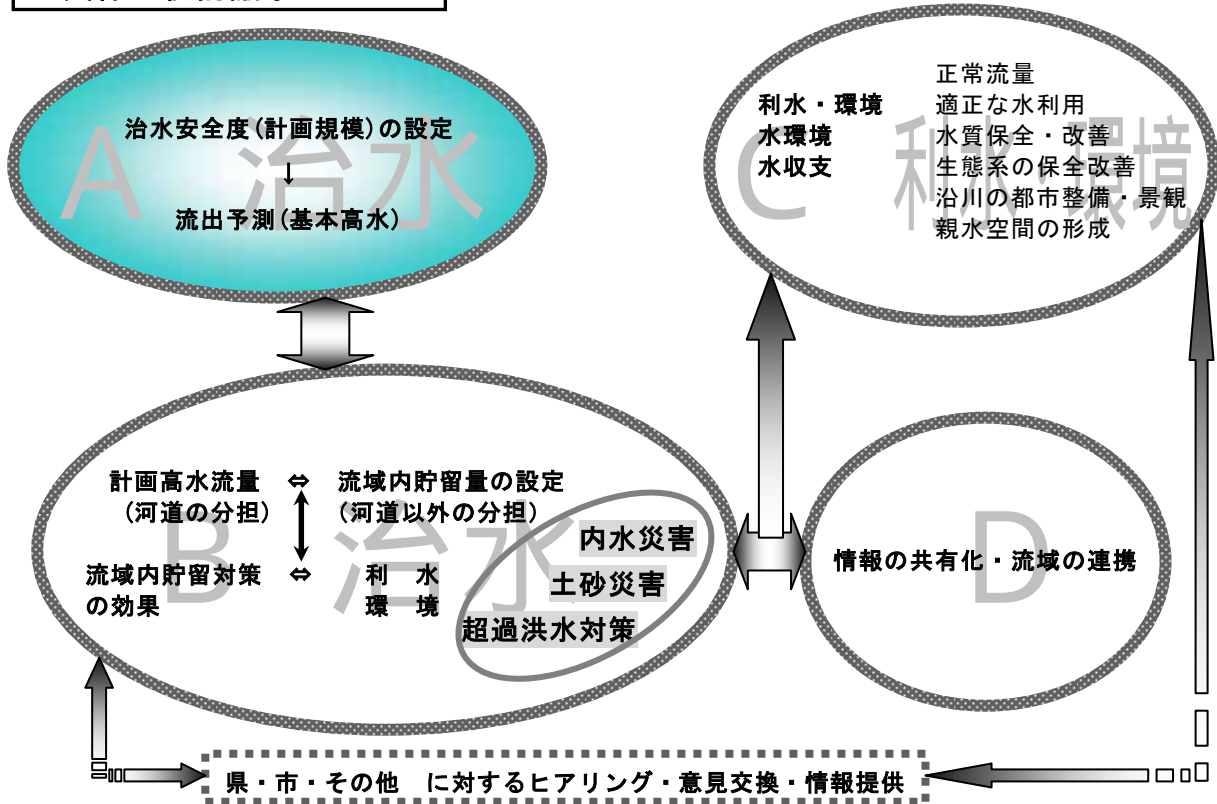 A 治水
治水安全度(計画規模)の設定
↓
流出予測(基本高水)
C 利水・環境
利水・環境
水環境
水収支
正常流量
適正な水利用
水質保全・改善
生態系の保全改善
沿川の都市整備・景観
親水空間の形成
B 治水
計画高水流量 ⇔ 流域内貯留量の設定
(河道の分担) (河道以外の分担)
流域内貯留対策 ⇔ 利 水
の効果 環 境
内水災害
土砂災害
超過洪水対策
D
情報の共有化・流域の連携
県・市・その他 に対するヒアリング・意見交換・情報提供